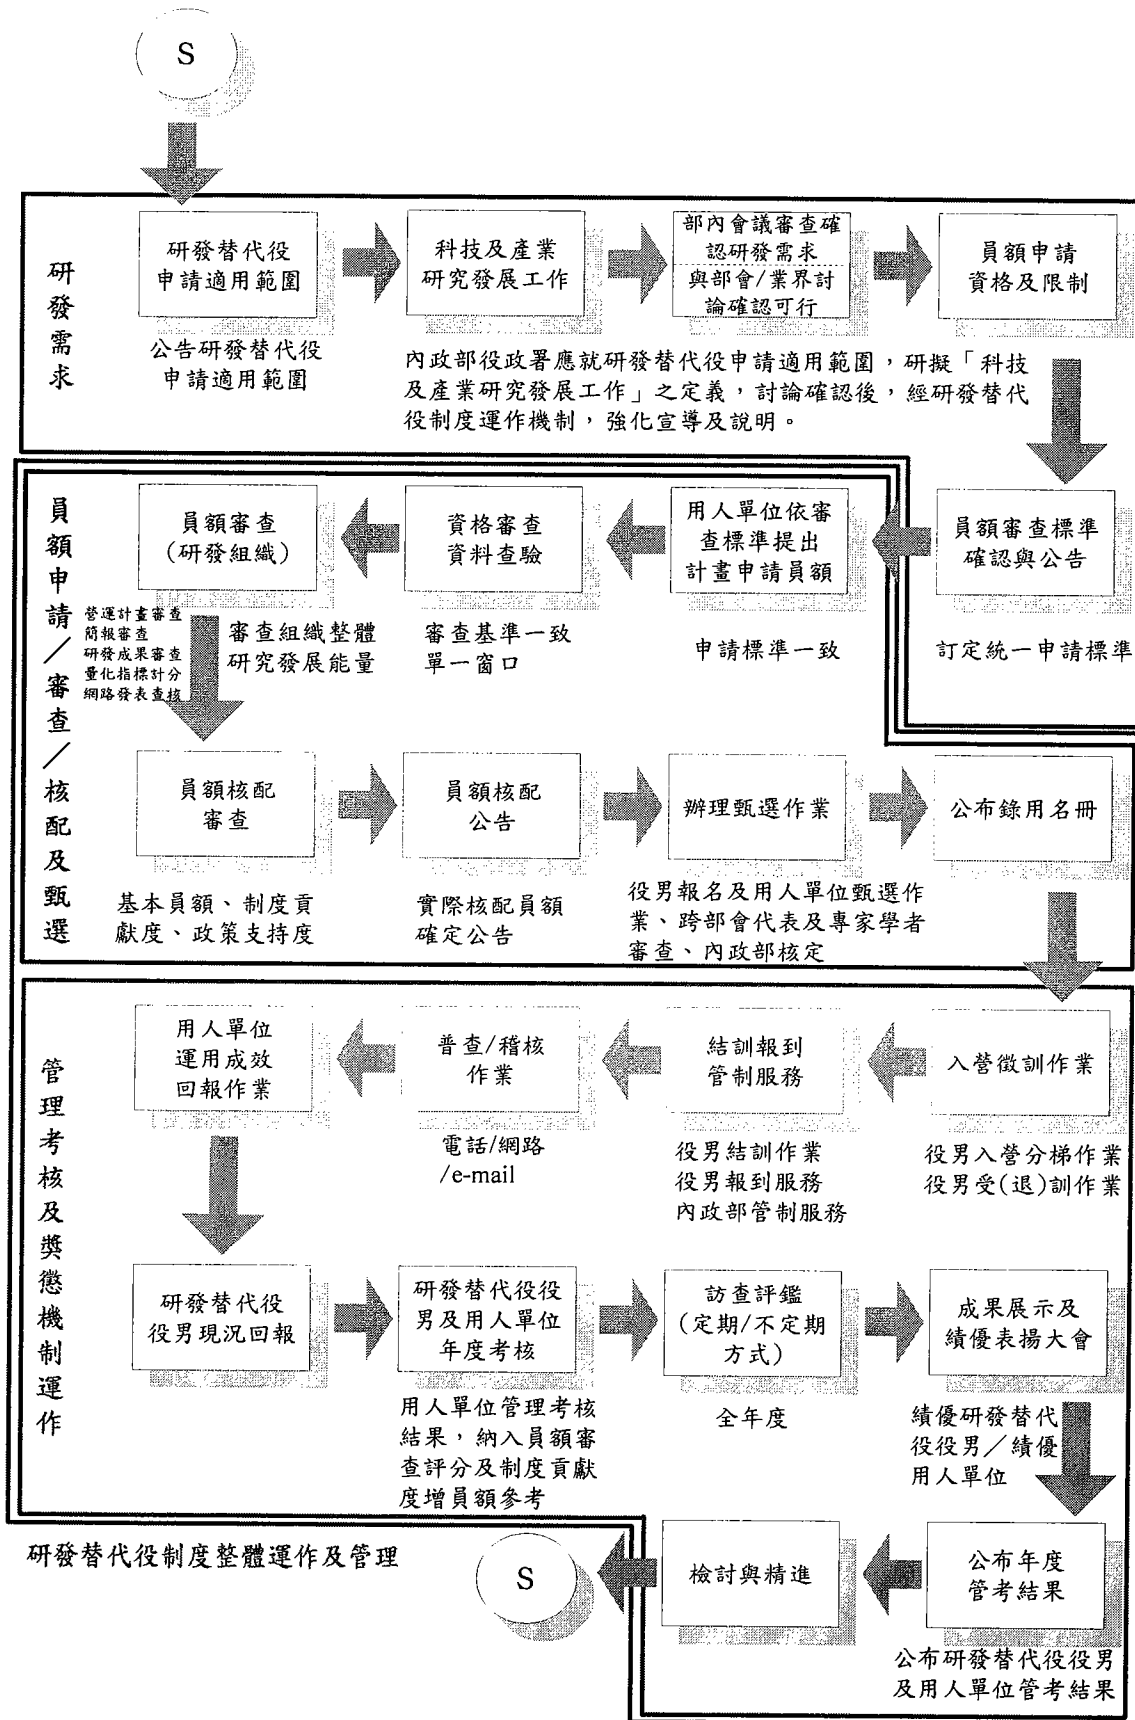 S
研發需求
研發替代役
申請適用範圍
公告研發替代役
申請適用範圍
科技及產業
研究發展工作
部內會議審查確
認研發需求
與部會/業界討
論確認可行
員額申請
資格及限制
內政部役政署應就研發替代役申請適用範圍，研擬「科技
及產業研究發展工作」之定義，討論確認後，經研發替代
役制度運作機制，強化宣導及說明。
員額審查標準
確認與公告
訂定統一申請標準
員額申請／審查／核配及甄選
用人單位依審
查標準提出
計畫申請員額
申請標準一致
資格審查
資料查驗
審查基準一致
單一窗口
員額審查
(研發組織)
營運計畫審查
簡報審查
研發成果審查
量化指標計分
網路發表查核
審查組織整體
研究發展能量
員額核配
審查
基本員額、制度貢
獻度、政策支持度
員額核配
公告
實際核配員額
確定公告
辦理甄選作業
役男報名及用人單位甄選作
業、跨部會代表及專家學者
審查、內政部核定
公布錄用名冊
管理考核及獎懲機制運作
入營徵訓作業
役男入營分梯作業
役男受(退)訓作業
結訓報到
管制服務
役男結訓作業
役男報到服務
內政部管制服務
普查/稽核
作業
電話/網路
/e-mail
用人單位
運用成效
回報作業
研發替代役
役男現況回報
研發替代役役
男及用人單位
年度考核
用人單位管理考核
結果，納入員額審
查評分及制度貢獻
度增員額參考
訪查評鑑
(定期/不定期
方式)
全年度
成果展示及
績優表揚大會
績優研發替代
役役男／績優
用人單位
公布年度
管考結果
公布研發替代役役男
及用人單位管考結果
檢討與精進
S
研發替代役制度整體運作及管理